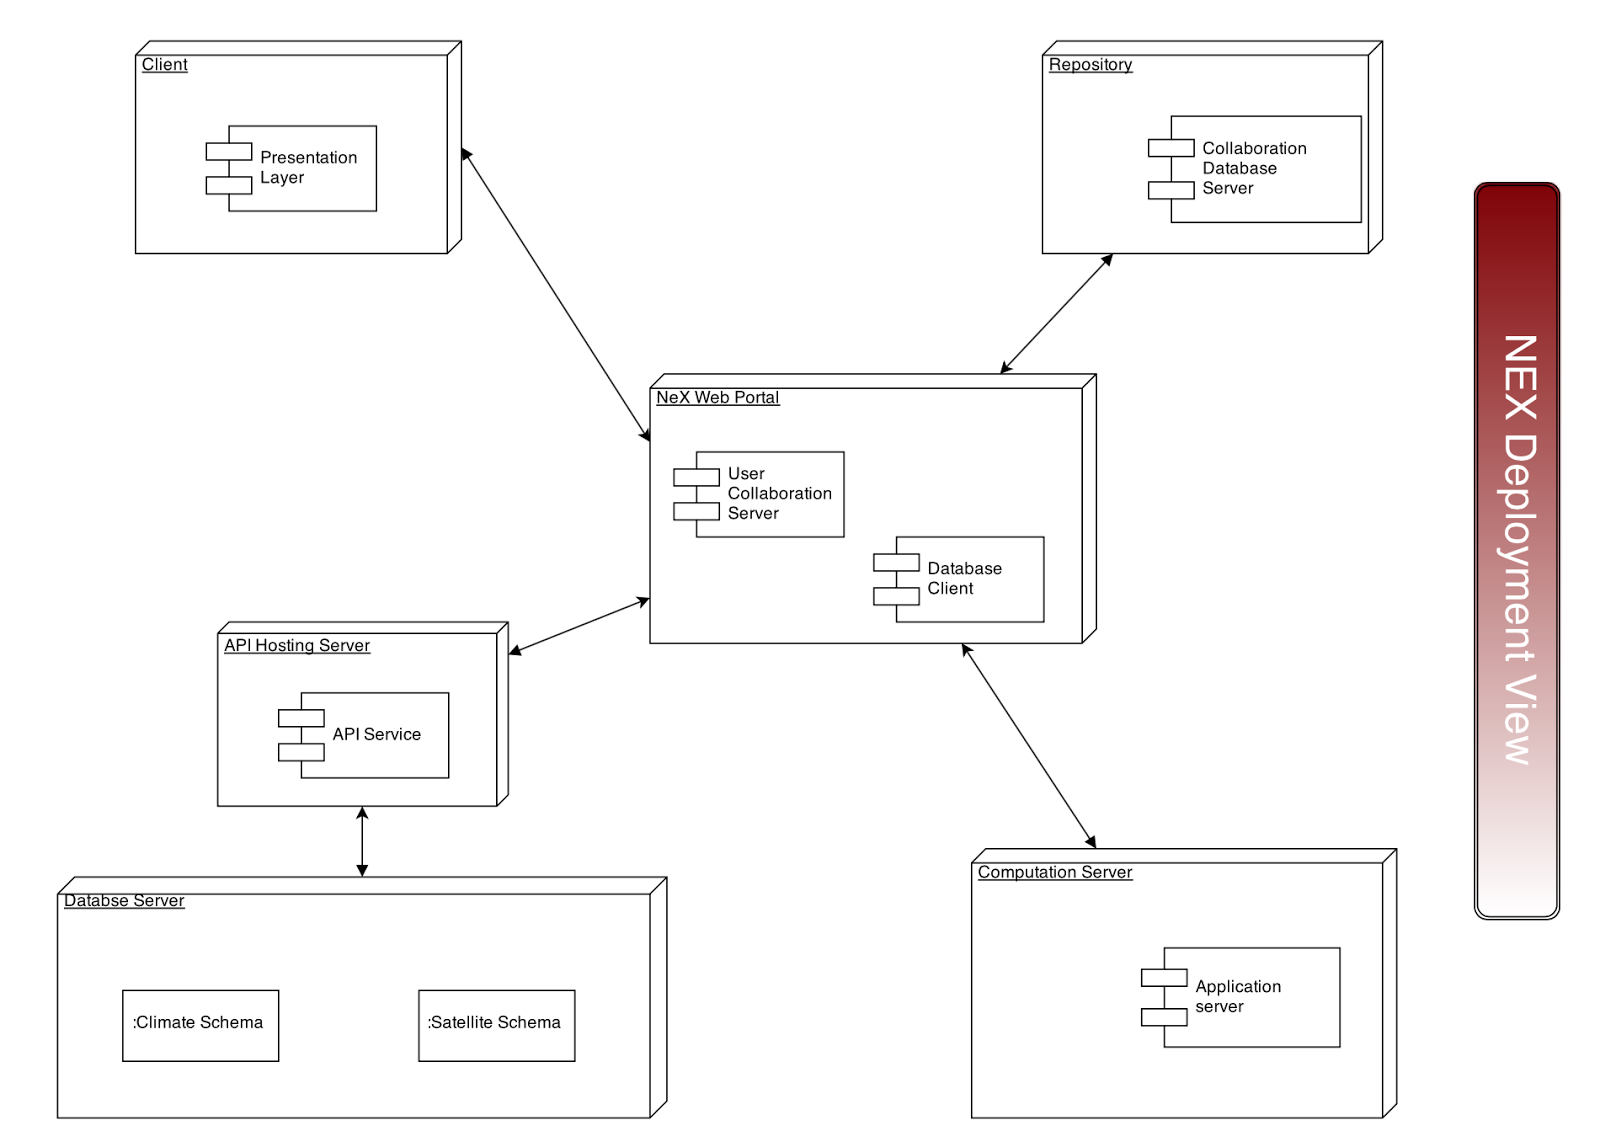 Client
Presentation
Layer
Repository
Collaboration
Database
Server
NeX Web Portal
User
Collaboration
Server
Database
Client
API Hosting Server
API Service
Databse Server
:Climate Schema
:Satellite Schema
Computation Server
Application
server
NEX Deployment View